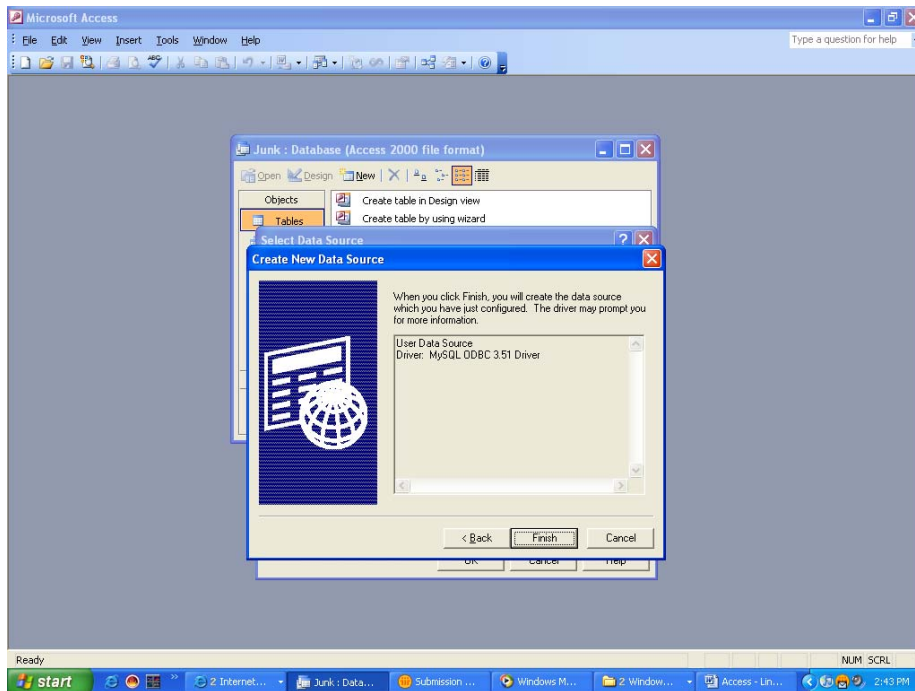 Microsoft Access
File Edit View Insert Tools Window Help
Type a question for help
Junk : Database (Access 2000 file format)
Open Design New
Objects
Create table in Design view
Tables
Create table by using wizard
Select Data Source
Create New Data Source
When you click Finish, you will create the data source
which you have just configured. The driver may prompt you
for more information.
User Data Source
Driver: MySQL ODBC 3.51 Driver
< Back Finish Cancel
OK Cancel Help
Ready
NUM SCRL
start
2 Internet...
Junk : Data...
Submission ...
Windows M...
2 Window...
Access - Lin...
2:43 PM